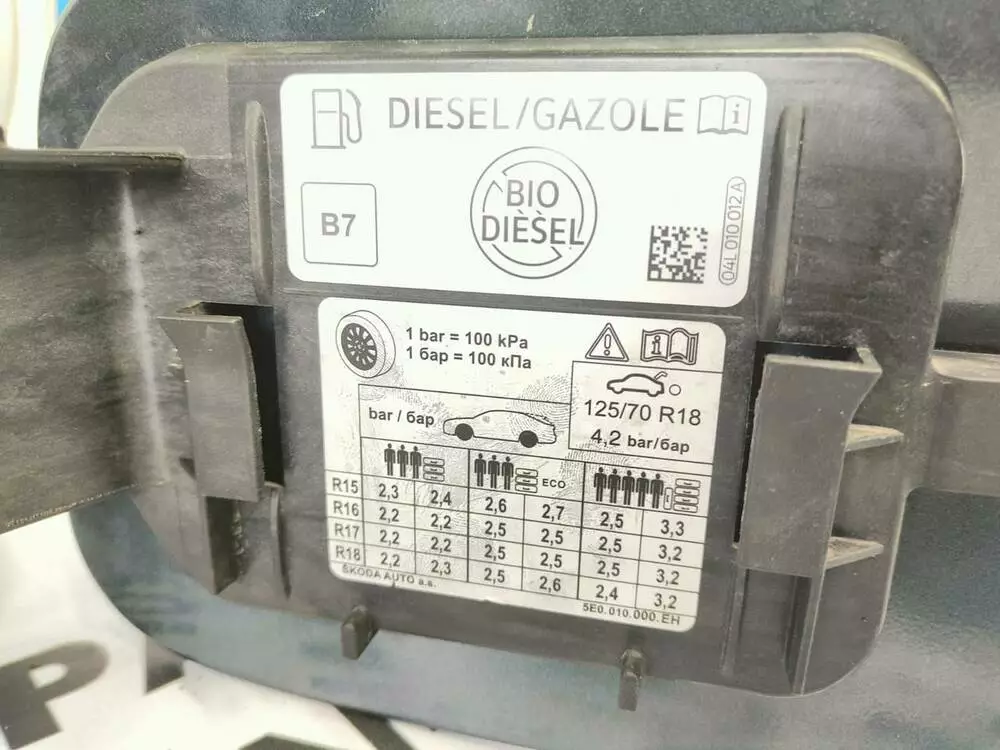 DIESEL/GAZOLE
B7
BIO
DIÈSEL
04L 010 012 A
1 bar = 100 kPa
1 бар = 100 кПа
125/70 R18
4,2 bar/бар
bar / бар
ECO
R15 2,3 2,4 2,6 2,7 2,5 3,3
R16 2,2 2,2 2,5 2,5 2,5 3,2
R17 2,2 2,2 2,5 2,5 2,5 3,2
R18 2,2 2,3 2,5 2,6 2,4 3,2
ŠKODA AUTO a.s.
5E0.010.000.EH